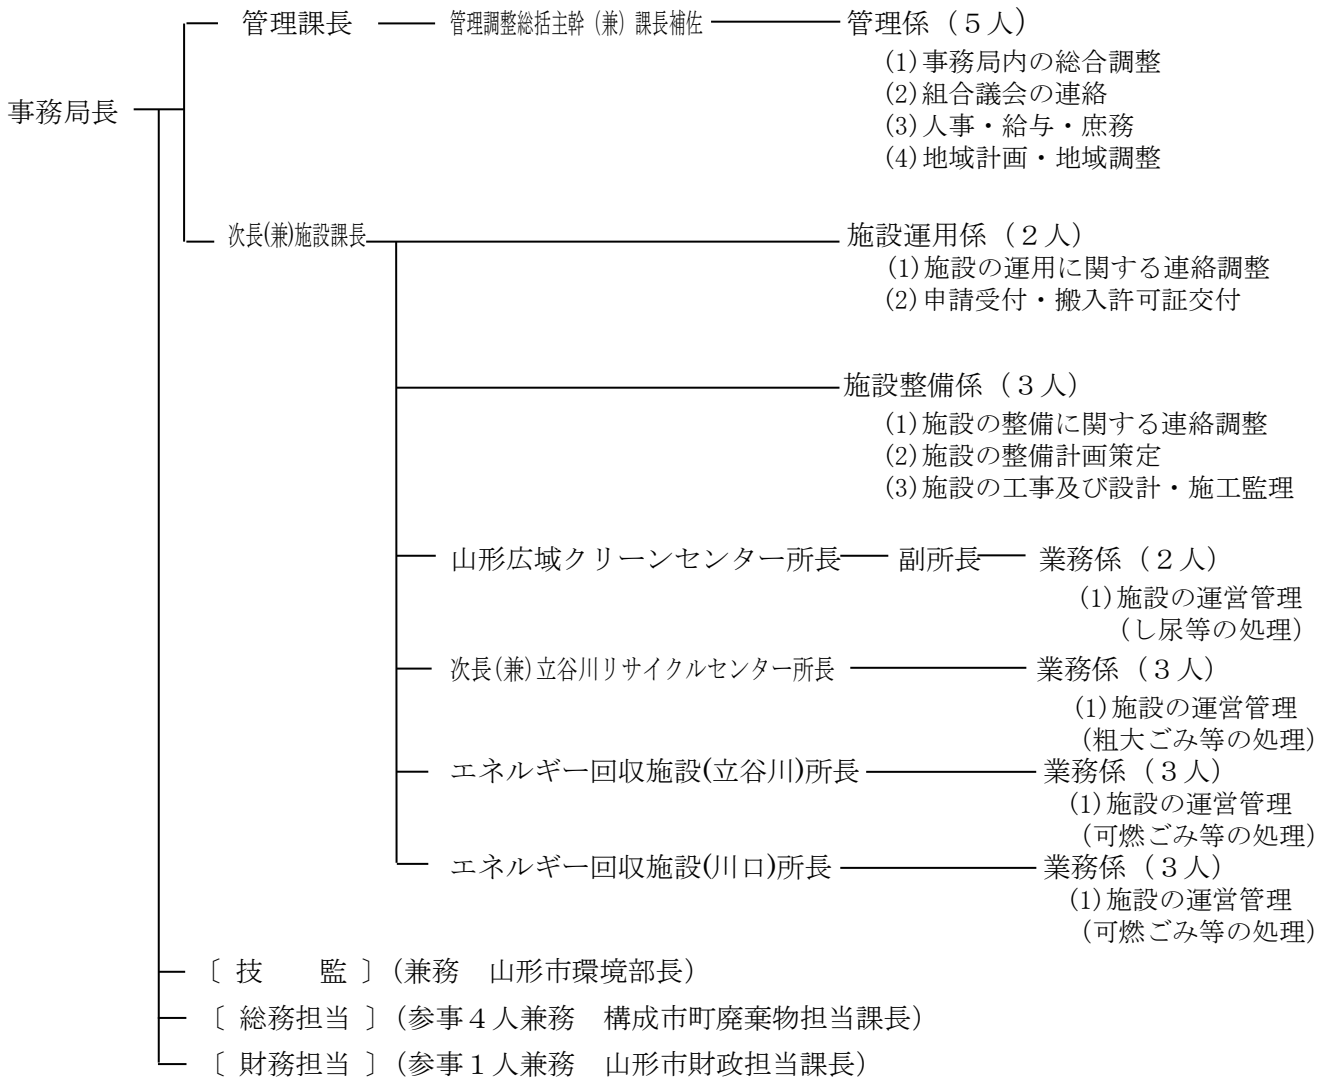 管理課長 管理調整総括主幹（兼）課長補佐 管理係（５人）
(1)事務局内の総合調整
(2)組合議会の連絡
事務局長
(3)人事・給与・庶務
(4)地域計画・地域調整
次長(兼)施設課長 施設運用係（２人）
(1)施設の運用に関する連絡調整
(2)申請受付・搬入許可証交付
施設整備係（３人）
(1)施設の整備に関する連絡調整
(2)施設の整備計画策定
(3)施設の工事及び設計・施工監理
山形広域クリーンセンター所長 副所長 業務係（２人）
(1)施設の運営管理
（し尿等の処理）
次長(兼)立谷川リサイクルセンター所長 業務係（３人）
(1)施設の運営管理
（粗大ごみ等の処理）
エネルギー回収施設(立谷川)所長 業務係（３人）
(1)施設の運営管理
（可燃ごみ等の処理）
エネルギー回収施設(川口)所長 業務係（３人）
(1)施設の運営管理
（可燃ごみ等の処理）
〔 技　　監 〕（兼務　山形市環境部長）
〔 総務担当 〕（参事４人兼務　構成市町廃棄物担当課長）
〔 財務担当 〕（参事１人兼務　山形市財政担当課長）